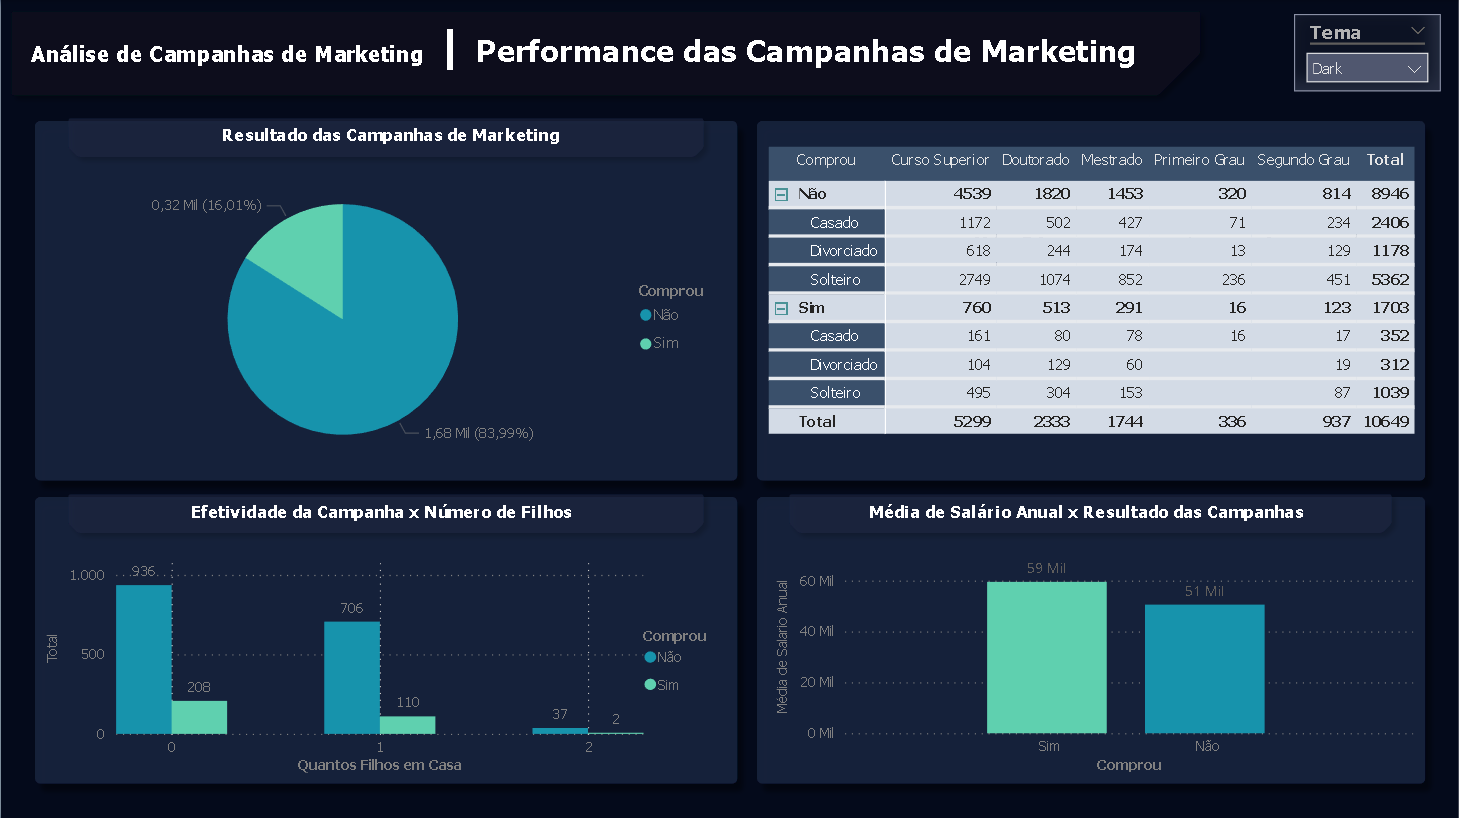 Análise de Campanhas de Marketing | Performance das Campanhas de Marketing
Tema
Dark
Resultado das Campanhas de Marketing
0,32 Mil (16,01%)
1,68 Mil (83,99%)
Comprou
Não
Sim
Comprou Curso Superior Doutorado Mestrado Primeiro Grau Segundo Grau Total
Não 4539 1820 1453 320 814 8946
Casado 1172 502 427 71 234 2406
Divorciado 618 244 174 13 129 1178
Solteiro 2749 1074 852 236 451 5362
Sim 760 513 291 16 123 1703
Casado 161 80 78 16 17 352
Divorciado 104 129 60 19 312
Solteiro 495 304 153 87 1039
Total 5299 2333 1744 336 937 10649
Efetividade da Campanha x Número de Filhos
Total
1.000
500
0
936
208
706
110
37
2
0 1 2
Quantos Filhos em Casa
Comprou
Não
Sim
Média de Salário Anual x Resultado das Campanhas
Média de Salario Anual
60 Mil
40 Mil
20 Mil
0 Mil
59 Mil
51 Mil
Sim Não
Comprou